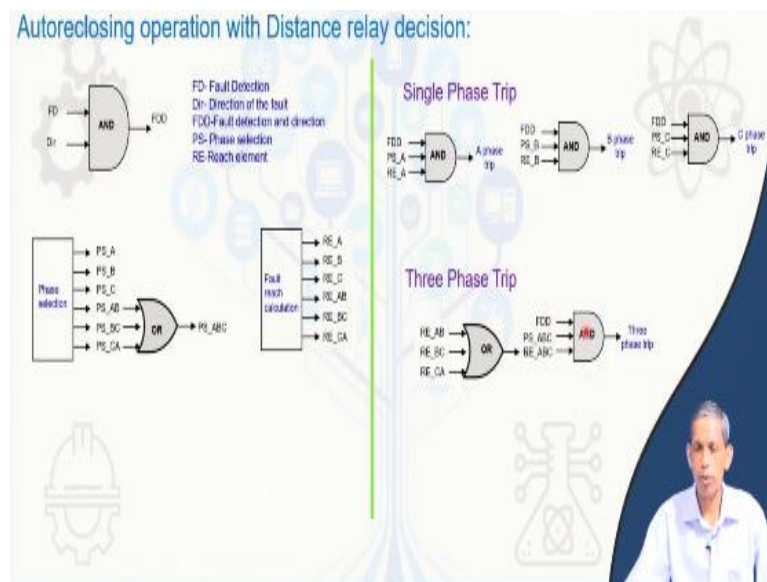 Autoreclosing operation with Distance relay decision:
FD
Dir
AND
FDD
FD- Fault Detection
Dir- Direction of the fault
FDD-Fault detection and direction
PS- Phase selection
RE-Reach element
Phase
selection
PS_A
PS_B
PS_C
PS_AB
PS_BC
PS_CA
OR
PS_ABC
Fault
reach
calculation
RE_A
RE_B
RE_C
RE_AB
RE_BC
RE_CA
Single Phase Trip
FDD
PS_A
RE_A
AND
A phase
trip
FDD
PS_B
RE_B
AND
B phase
trip
FDD
PS_C
RE_C
AND
C phase
trip
Three Phase Trip
RE_AB
RE_BC
RE_CA
OR
FDD
PS_ABC
RE_ABC
AND
Three
phase trip